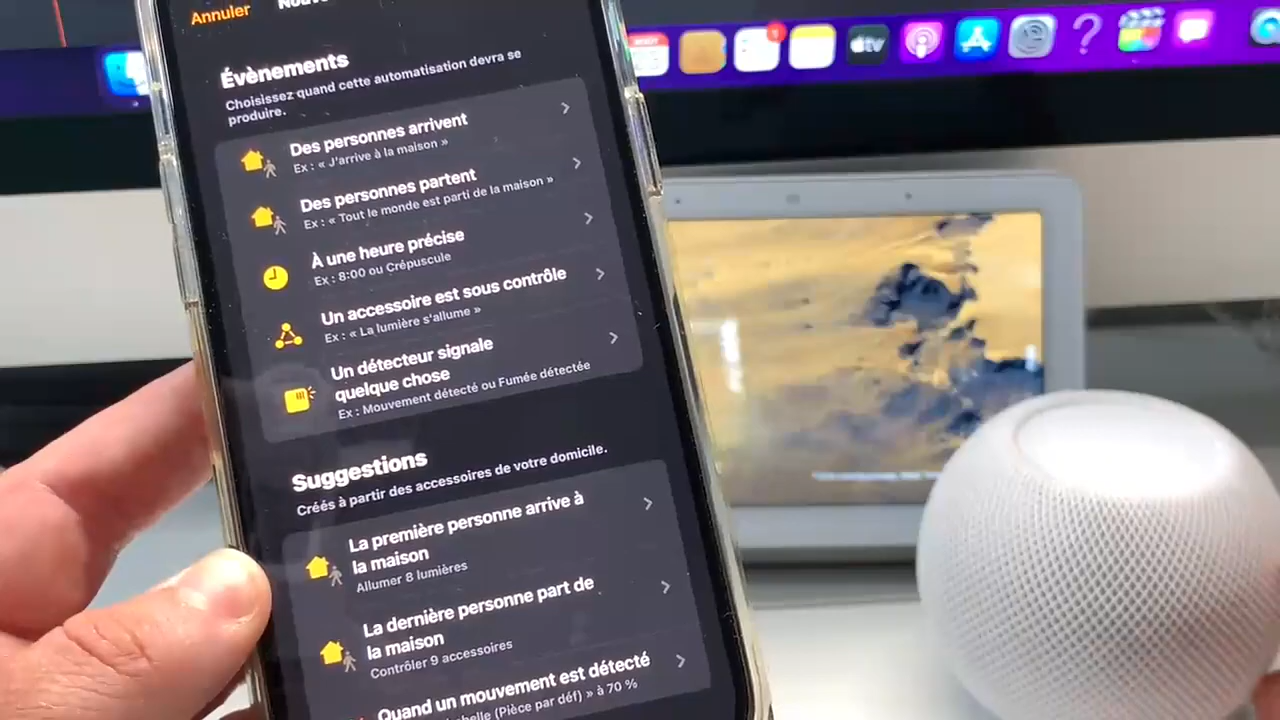 Annuler
Évènements
Choisissez quand cette automatisation devra se
produire.
Des personnes arrivent
Ex : « J'arrive à la maison »
Des personnes partent
Ex : « Tout le monde est parti de la maison »
À une heure précise
Ex : 8:00 ou Crépuscule
Un accessoire est sous contrôle
Ex : « La lumière s'allume »
Un détecteur signale
quelque chose
Ex : Mouvement détecté ou Fumée détectée
Suggestions
Créés à partir des accessoires de votre domicile.
La première personne arrive à
la maison
Allumer 8 lumières
La dernière personne part de
la maison
Contrôler 9 accessoires
Quand un mouvement est détecté
(Pièce par déf) » à 70 %
tv